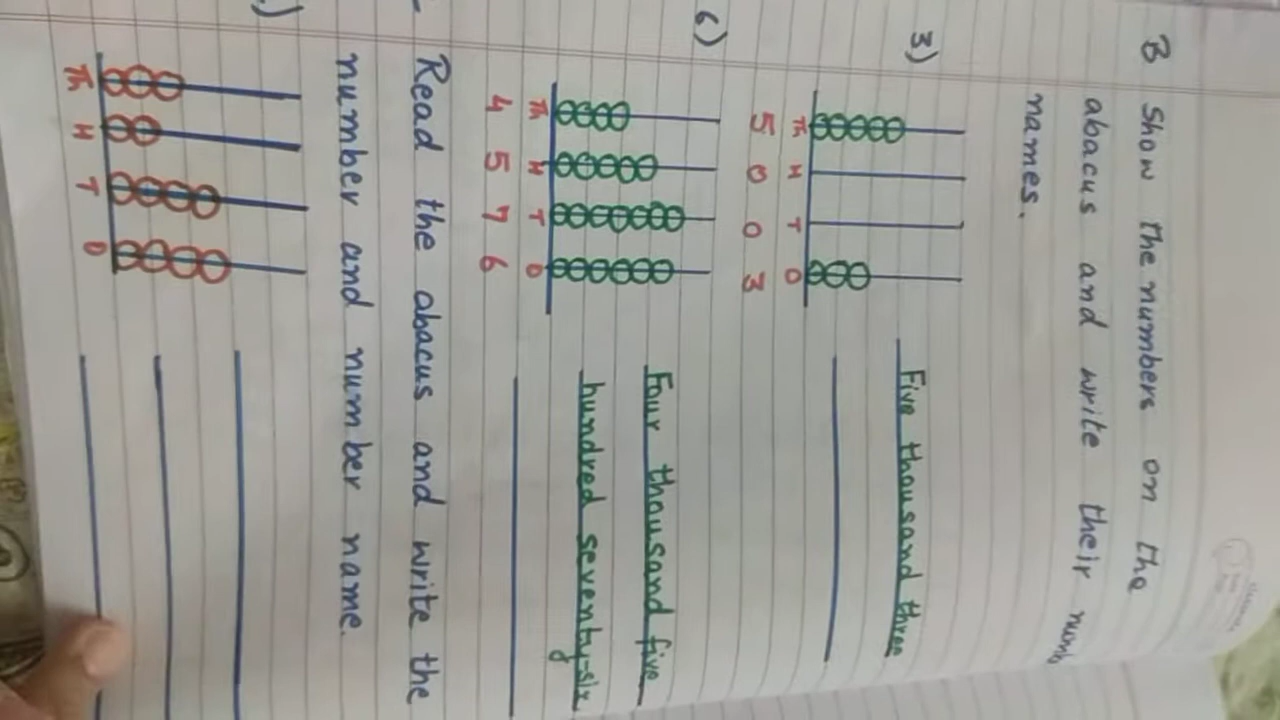 B Show the numbers on the
abacus and write their numb
names.
3)
Th H T O
5 0 0 3
Five thousand three
6)
Th H T O
4 5 7 6
Four thousand five
hundred seventy-six
Read the abacus and write the
number and number name.
Th H T O